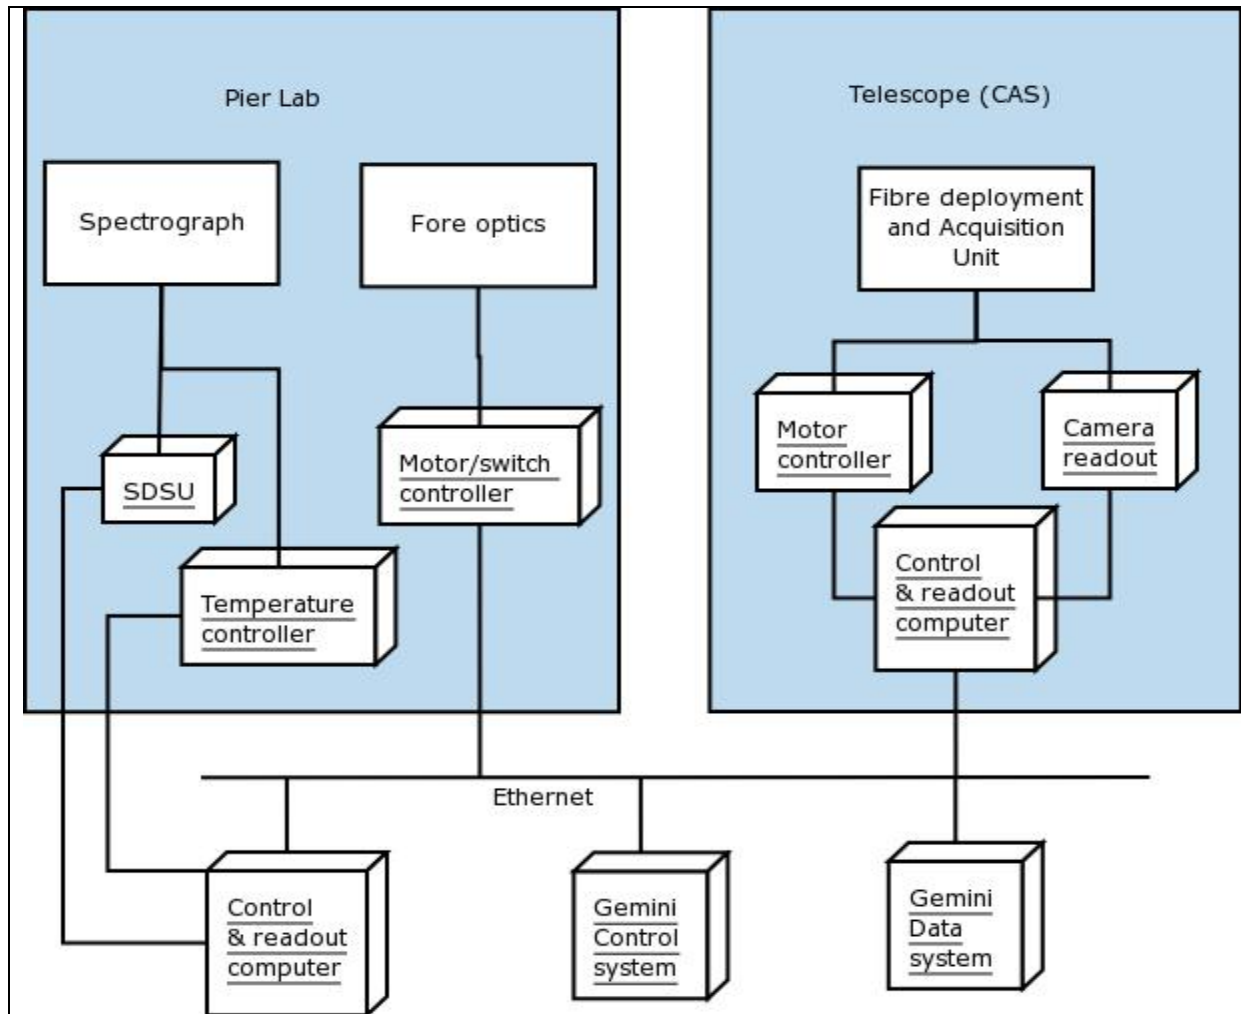 Pier Lab
Telescope (CAS)
Spectrograph
Fore optics
Fibre deployment
and Acquisition
Unit
SDSU
Motor/switch
controller
Motor
controller
Camera
readout
Temperature
controller
Control
& readout
computer
Ethernet
Control
& readout
computer
Gemini
Control
system
Gemini
Data
system